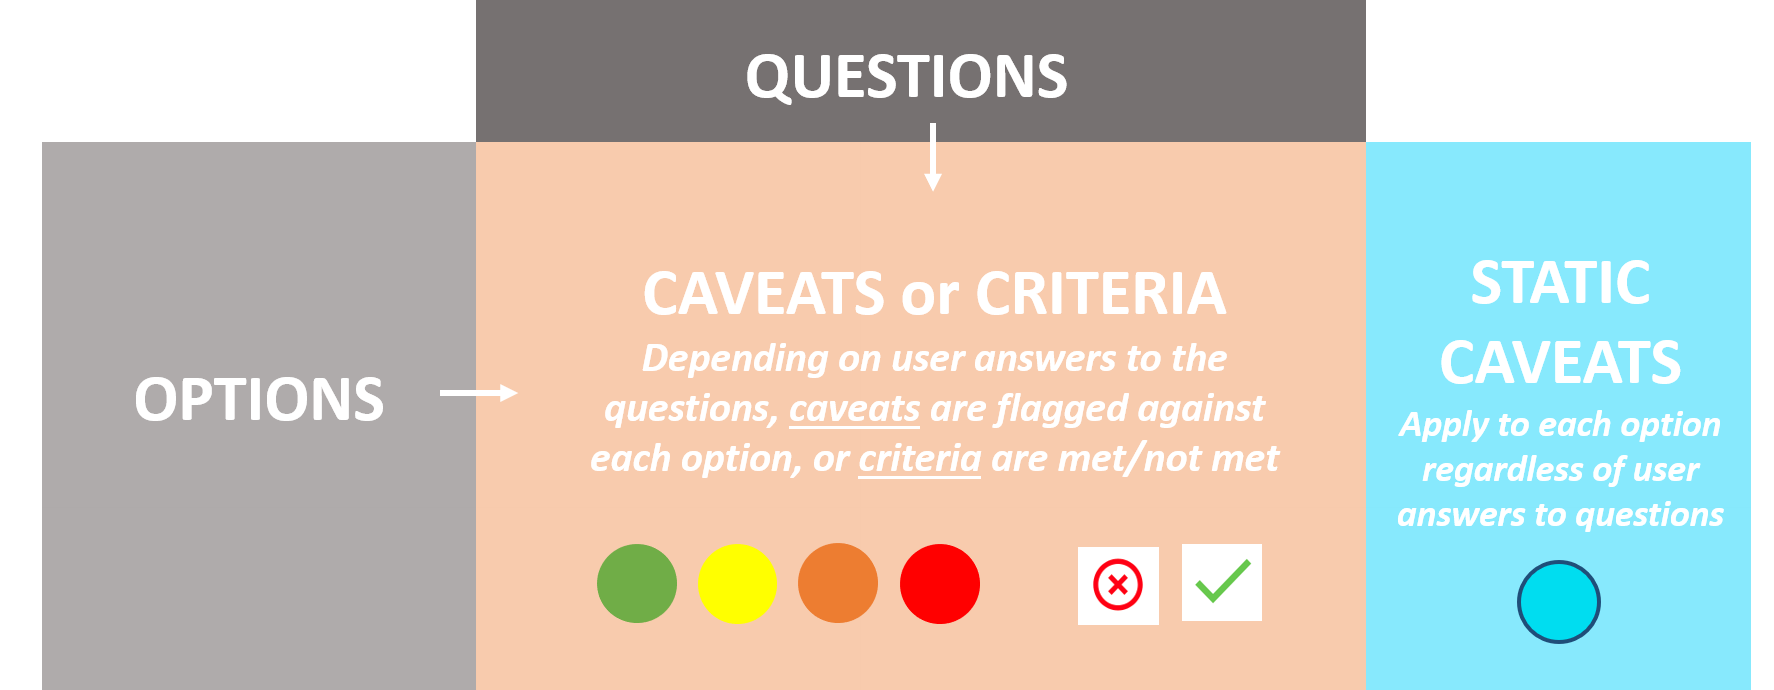 QUESTIONS
OPTIONS
CAVEATS or CRITERIA
Depending on user answers to the
questions, caveats are flagged against
each option, or criteria are met/not met
STATIC
CAVEATS
Apply to each option
regardless of user
answers to questions